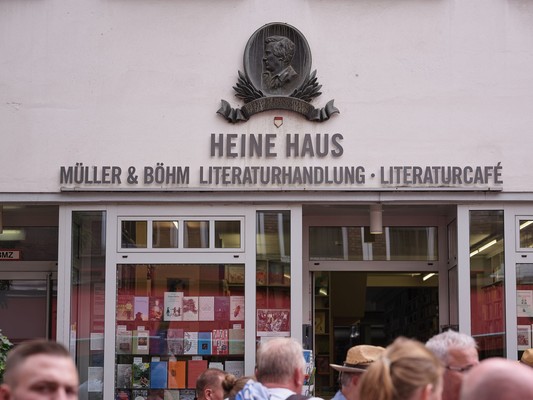 HEINE HAUS
MÜLLER & BÖHM LITERATURHANDLUNG · LITERATURCAFÉ